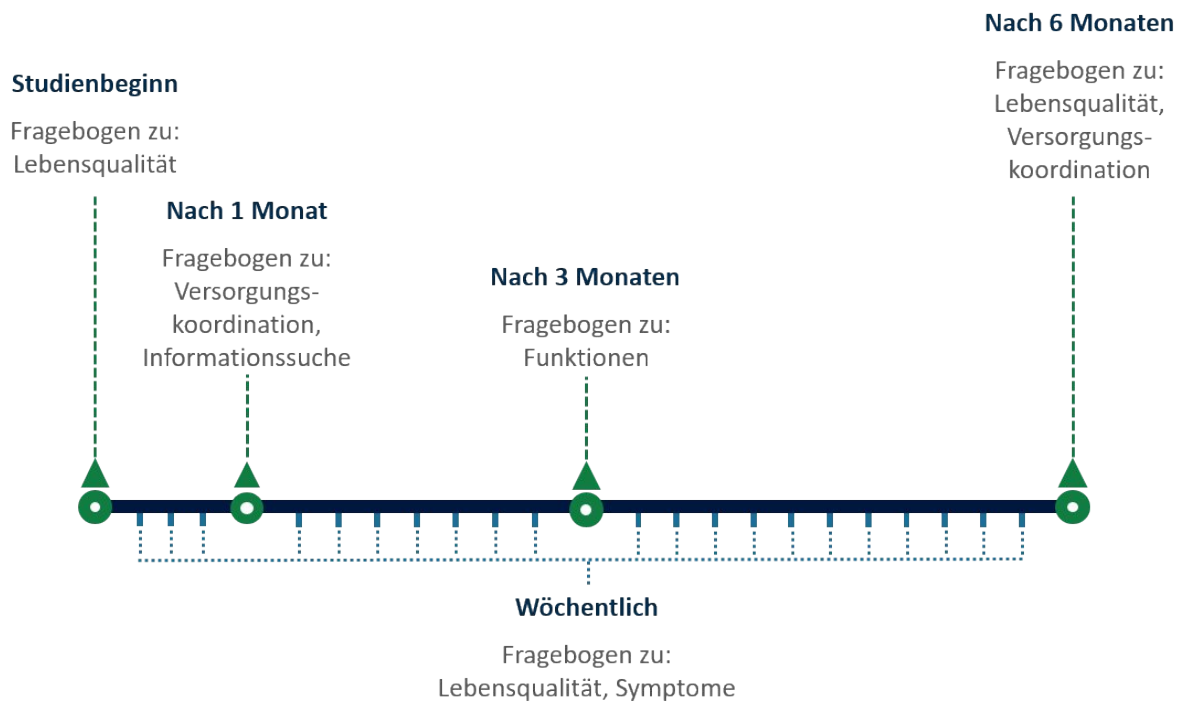 Nach 6 Monaten
Fragebogen zu:
Lebensqualität,
Versorgungs-
koordination
Studienbeginn
Fragebogen zu:
Lebensqualität
Nach 1 Monat
Fragebogen zu:
Versorgungs-
koordination,
Informationssuche
Nach 3 Monaten
Fragebogen zu:
Funktionen
Wöchentlich
Fragebogen zu:
Lebensqualität, Symptome